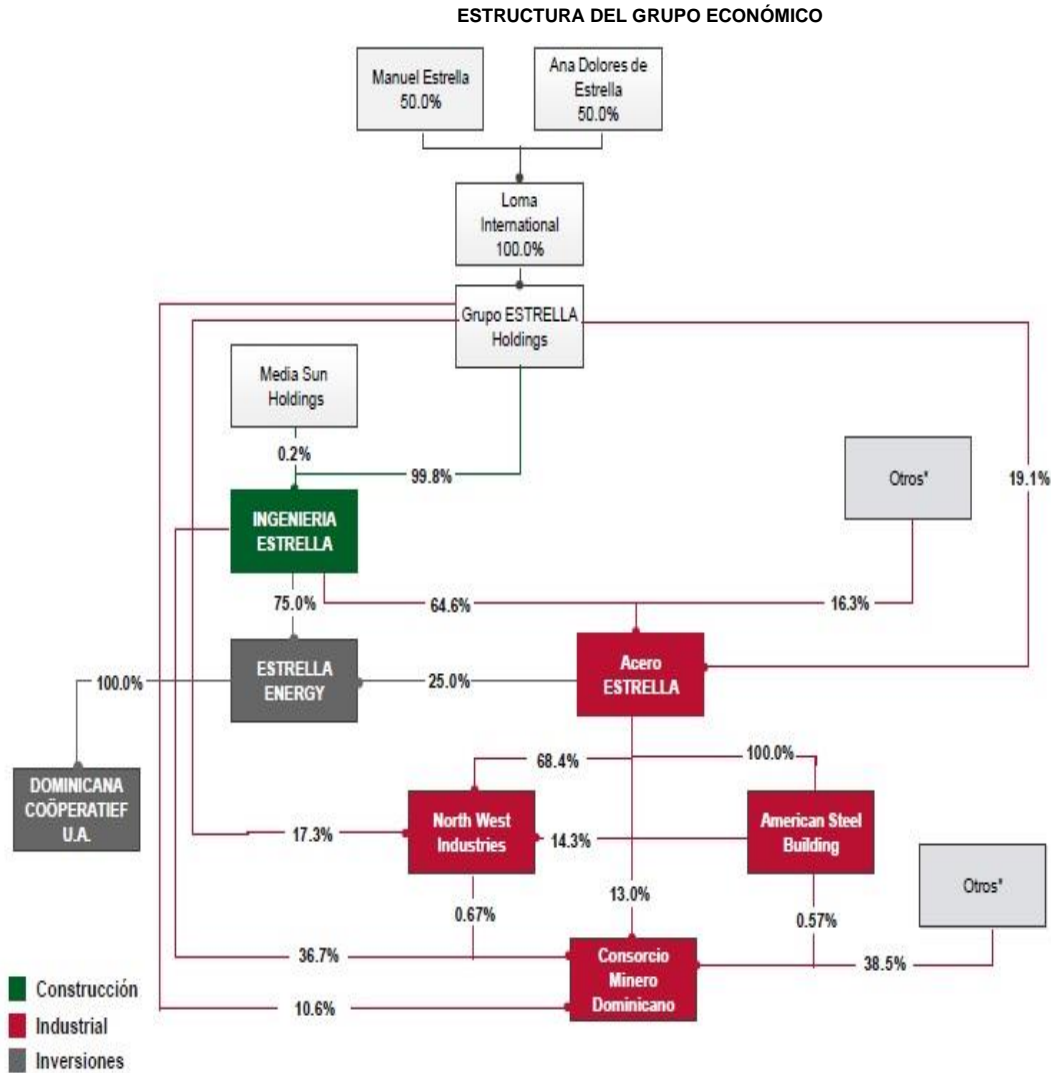 ESTRUCTURA DEL GRUPO ECONÓMICO
Manuel Estrella
50.0%
Ana Dolores de
Estrella
50.0%
Loma
International
100.0%
Grupo ESTRELLA
Holdings
Media Sun
Holdings
0.2%
99.8%
Otros*
19.1%
INGENIERIA
ESTRELLA
75.0%
64.6%
16.3%
ESTRELLA
ENERGY
Acero
ESTRELLA
100.0%
25.0%
68.4%
100.0%
DOMINICANA
COÖPERATIEF
U.A.
North West
Industries
American Steel
Building
17.3%
14.3%
Otros*
13.0%
0.67%
0.57%
36.7%
Consorcio
Minero
Dominicano
38.5%
10.6%
Construcción
Industrial
Inversiones